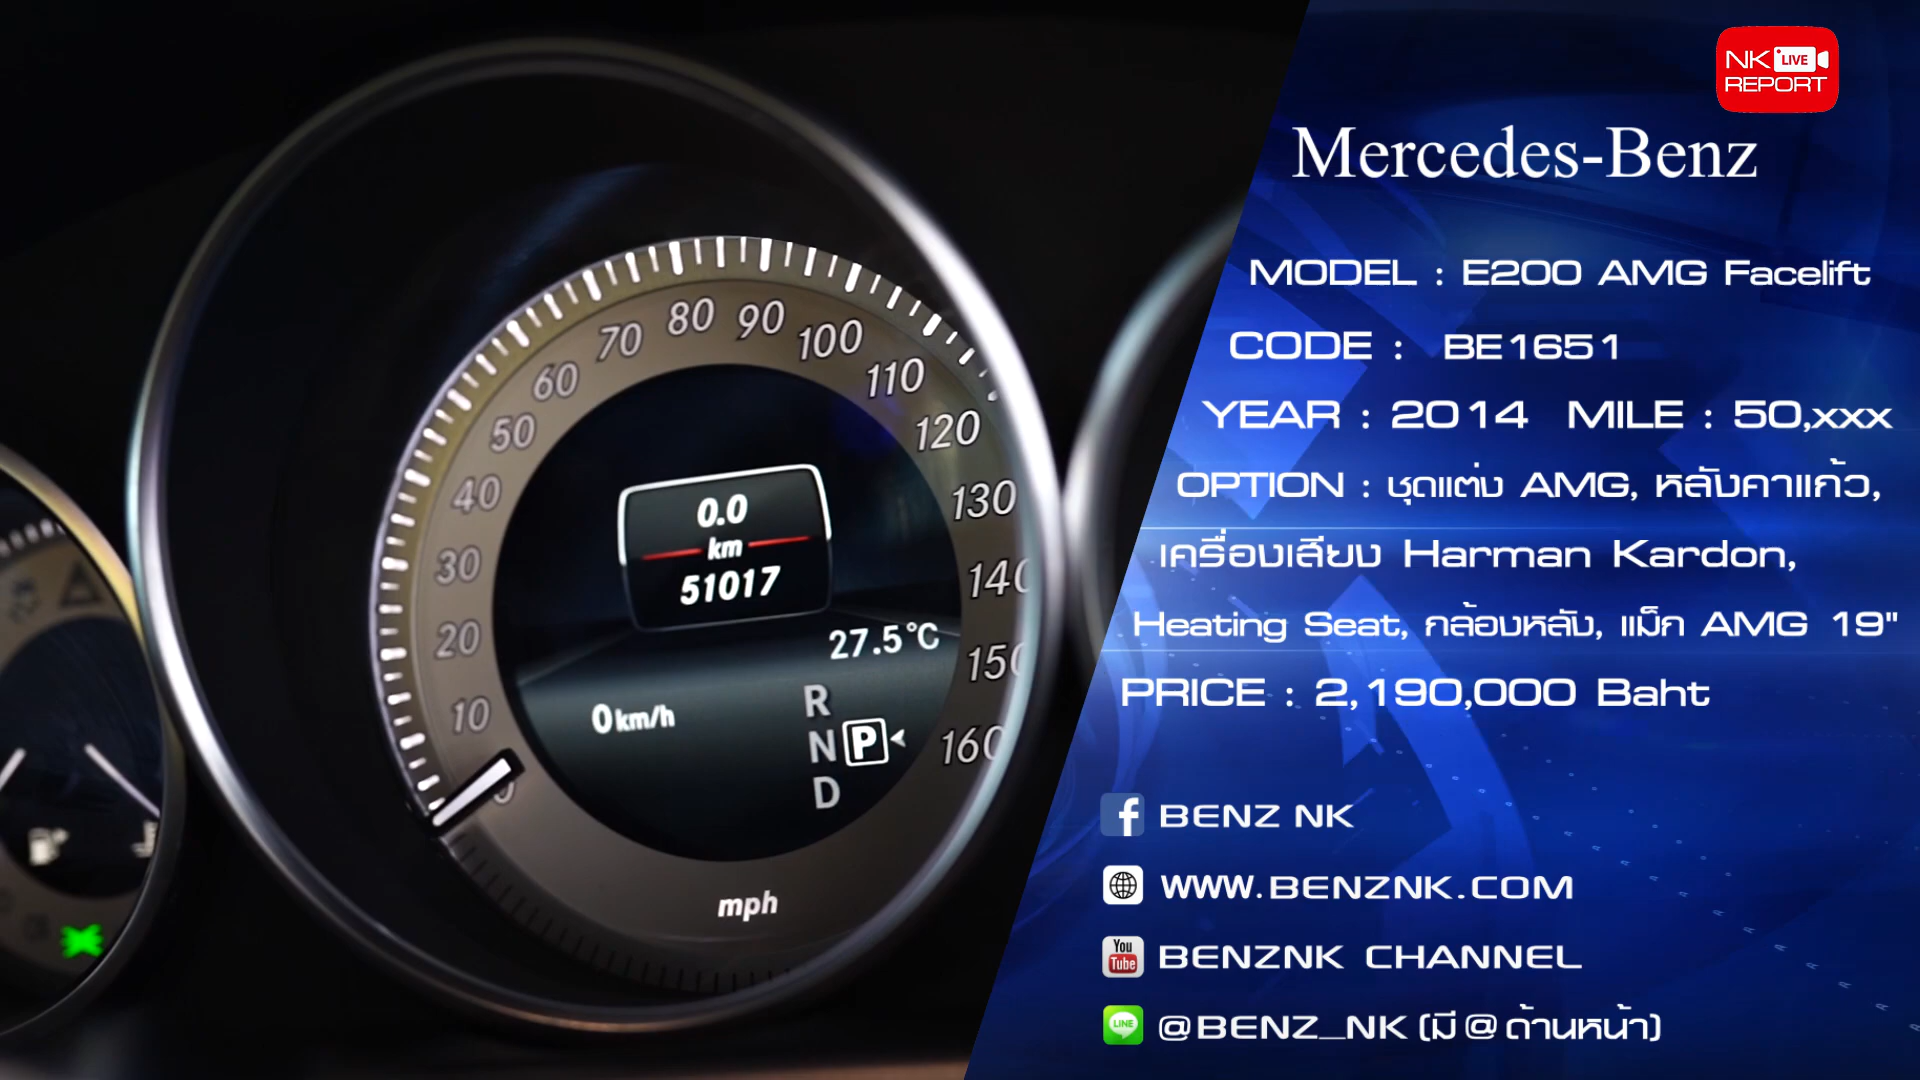 NK LIVE
REPORT
Mercedes-Benz
MODEL : E200 AMG Facelift
CODE : BE1651
YEAR : 2014 MILE : 50,xxx
OPTION : ชุดแต่ง AMG, หลังคาแก้ว,
เครื่องเสียง Harman Kardon,
Heating Seat, กล้องหลัง, แม็ก AMG 19"
PRICE : 2,190,000 Baht
BENZ NK
WWW.BENZNK.COM
You
Tube
BENZNK CHANNEL
LINE
@BENZ_NK (มี @ ด้านหน้า)
0
10
20
30
40
50
60
70
80
90
100
110
120
130
140
150
160
0.0
km
51017
27.5°C
0 km/h
R
N P
D
mph